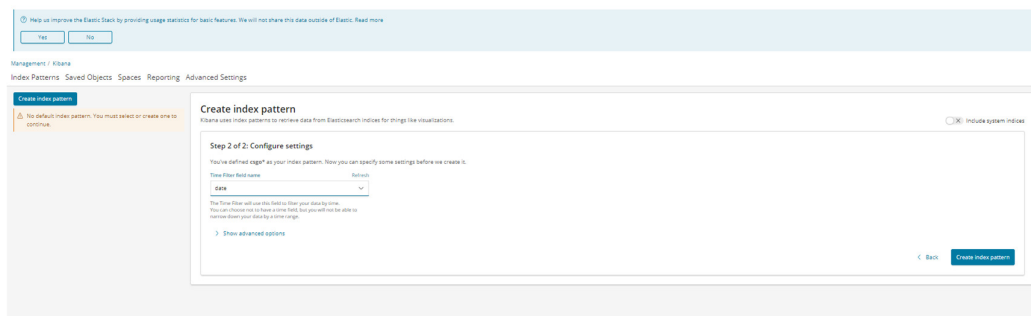 Help us improve the Elastic Stack by providing usage statistics for basic features. We will not share this data outside of Elastic. Read more
Yes No
Management / Kibana
Index Patterns Saved Objects Spaces Reporting Advanced Settings
Create index pattern
No default index pattern. You must select or create one to
continue.
Create index pattern
Kibana uses index patterns to retrieve data from Elasticsearch indices for things like visualizations.
Include system indices
Step 2 of 2: Configure settings
You've defined csgo* as your index pattern. Now you can specify some settings before we create it.
Time Filter field name Refresh
date
The Time Filter will use this field to filter your data by time.
You can choose not to have a time field, but you will not be able to
narrow down your data by a time range.
Show advanced options
Back Create index pattern